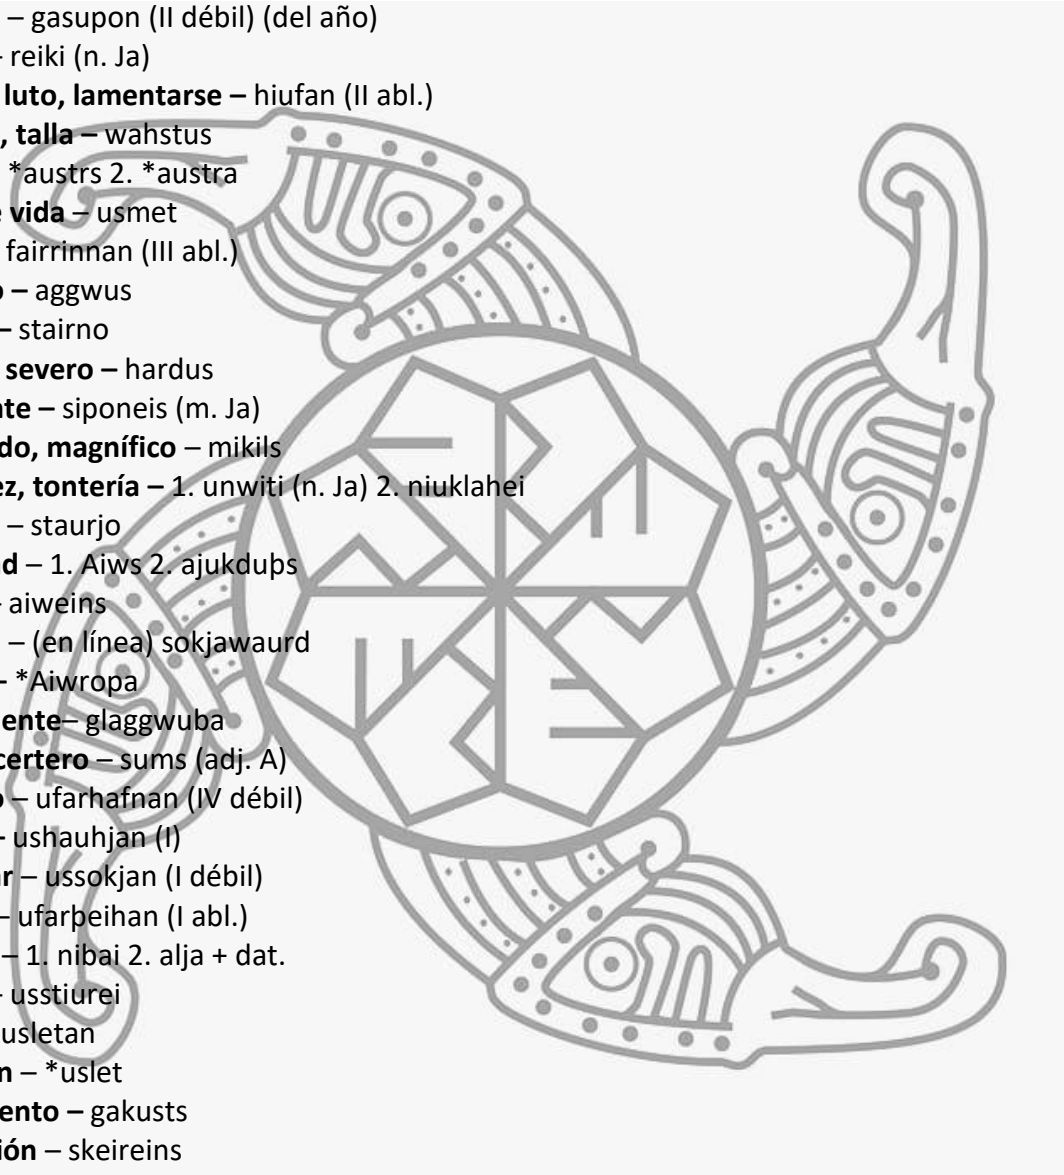 – gasupon (II débil) (del año)
– reiki (n. Ja)
luto, lamentarse – hiufan (II abl.)
, talla – wahstus
*austrs 2. *austra
vida – usmet
fairrinnan (III abl.)
o – aggwus
– stairno
severo – hardus
te – siponeis (m. Ja)
do, magnífico – mikils
ez, tontería – 1. unwiti (n. Ja) 2. niuklahei
– staurjo
d – 1. Aiws 2. ajukduþs
– aiweins
– (en línea) sokjawaurd
– *Aiwropa
ente– glaggwuba
certero – sums (adj. A)
o – ufarhafnan (IV débil)
– ushauhjan (I)
ar – ussokjan (I débil)
– ufarþeihan (I abl.)
– 1. nibai 2. alja + dat.
– usstiurei
usletan
n – *uslet
ento – gakusts
ión – skeireins